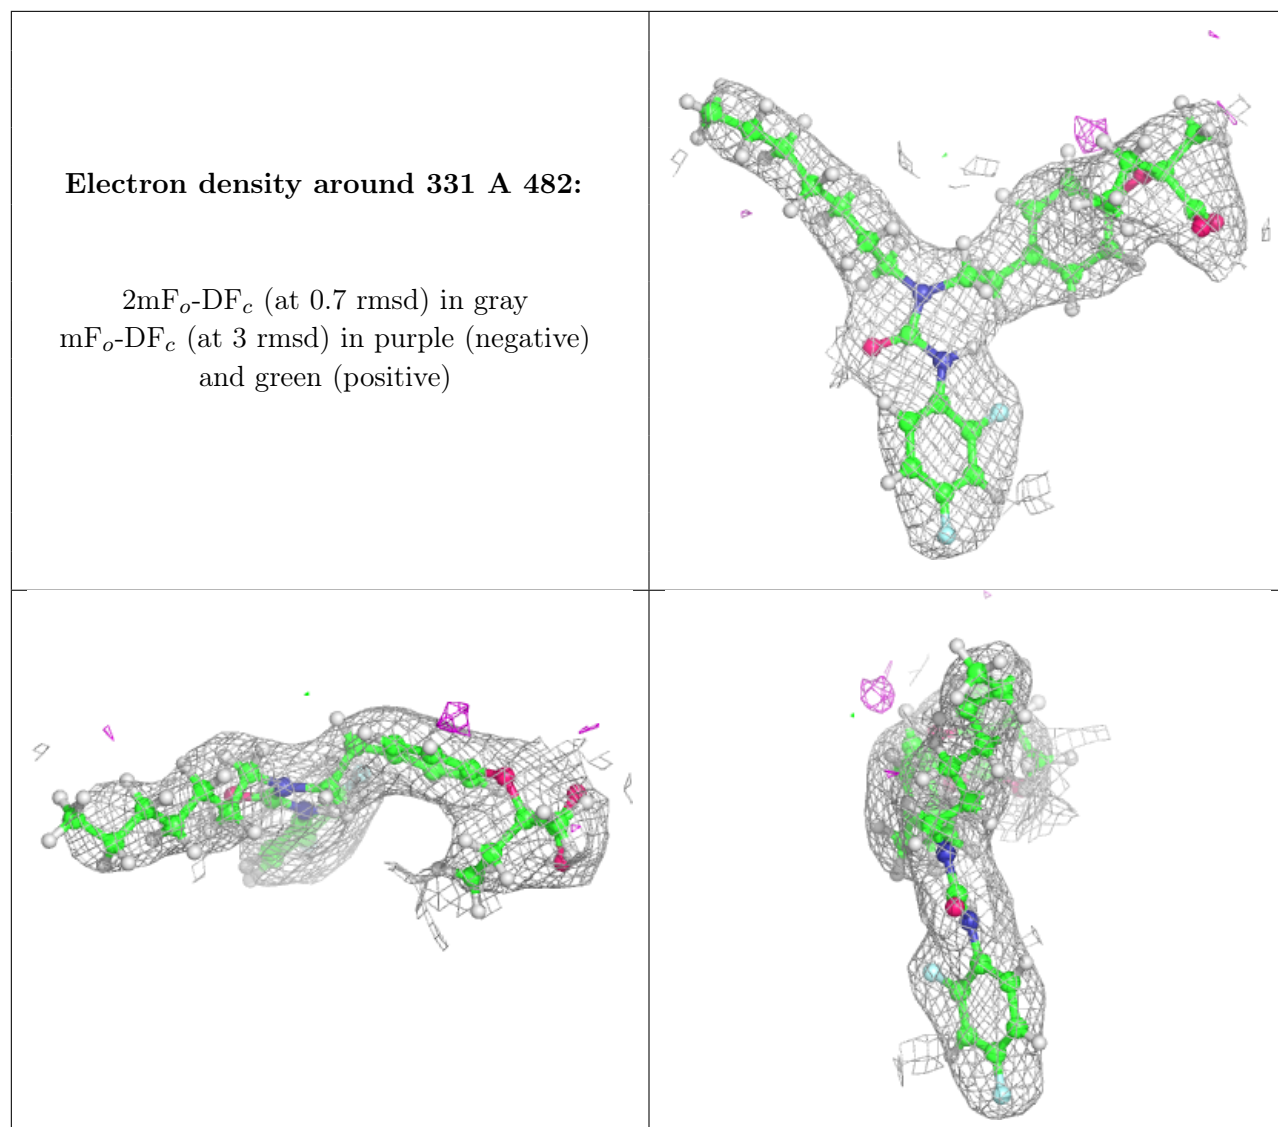 Electron density around 331 A 482:
2mFo-DFc (at 0.7 rmsd) in gray
mFo-DFc (at 3 rmsd) in purple (negative)
and green (positive)